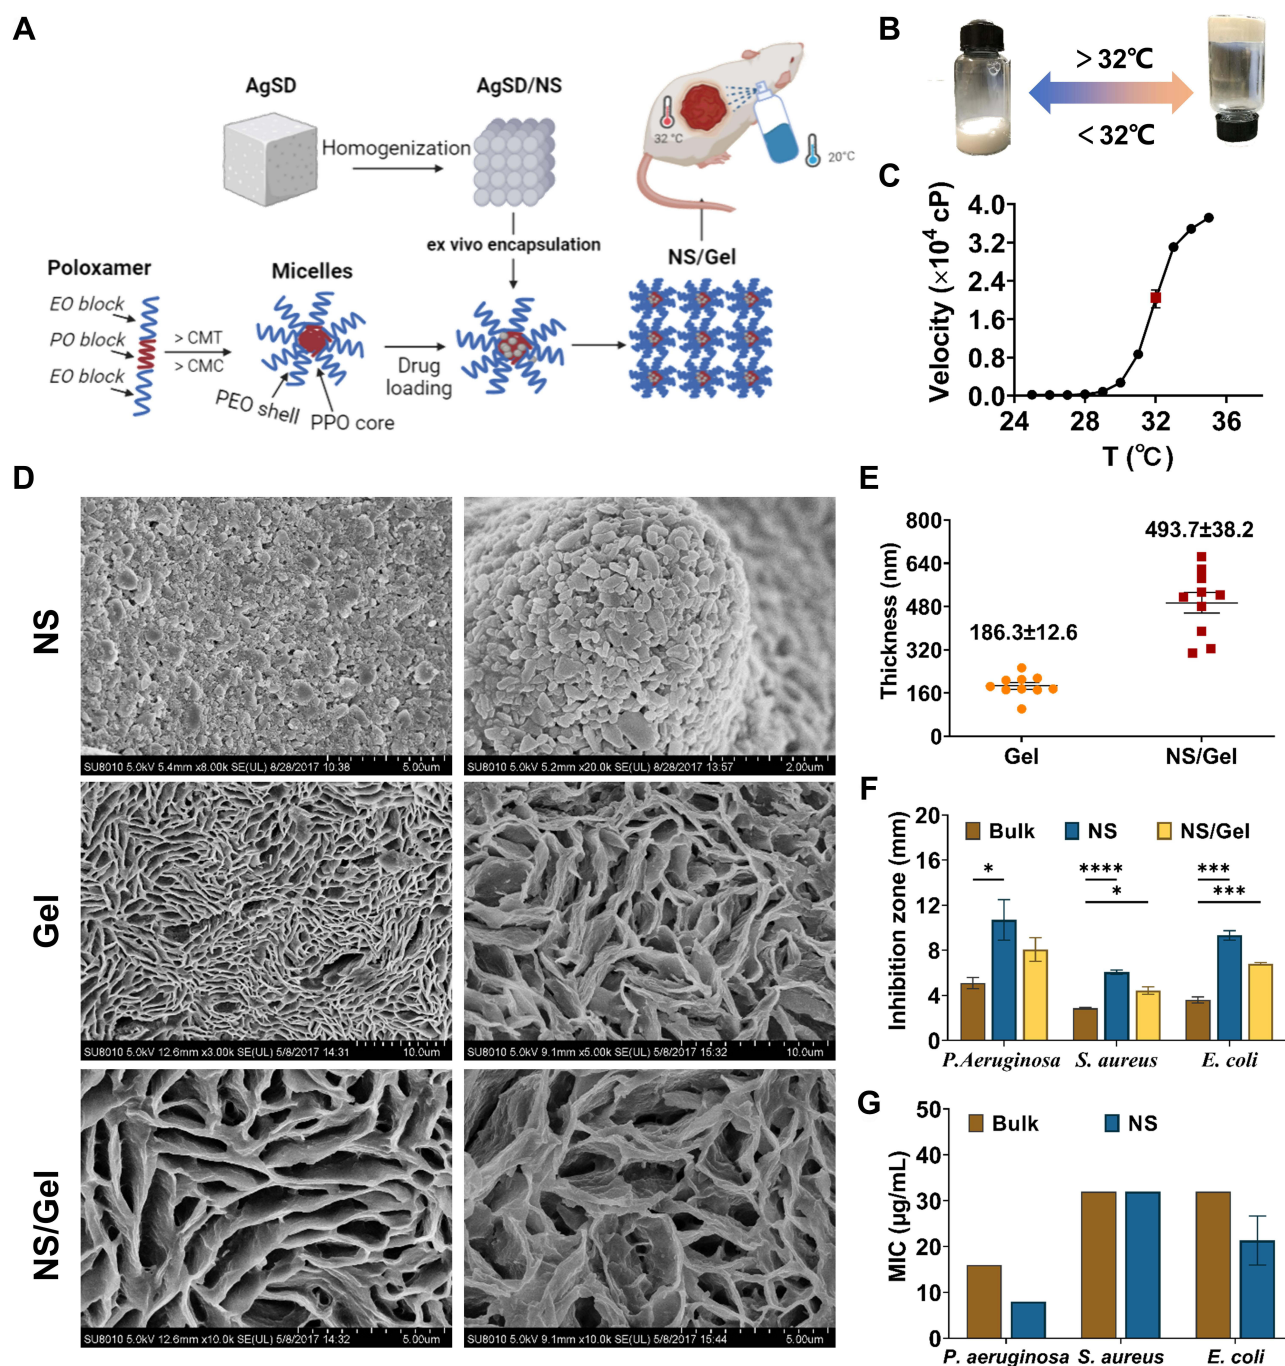 A
AgSD
AgSD/NS
Homogenization
32 °C
20°C
ex vivo encapsulation
Poloxamer
Micelles
NS/Gel
EO block
PO block
EO block
> CMT
> CMC
Drug
loading
PEO shell
PPO core
B
>32℃
<32℃
C
Velocity (×10⁴ cP)
4.0
3.2
2.4
1.6
0.8
0.0
24
28
32
36
T (℃)
D
NS
SU8010 5.0kV 5.4mm x8.00k SE(UL) 8/28/2017 10:38
5.00um
SU8010 5.0kV 5.2mm x20.0k SE(UL) 8/28/2017 13:57
2.00um
Gel
SU8010 5.0kV 12.6mm x3.00k SE(UL) 5/8/2017 14:31
10.0um
SU8010 5.0kV 9.1mm x5.00k SE(UL) 5/8/2017 15:32
10.0um
NS/Gel
SU8010 5.0kV 12.6mm x10.0k SE(UL) 5/8/2017 14:32
5.00um
SU8010 5.0kV 9.1mm x10.0k SE(UL) 5/8/2017 15:44
5.00um
E
Thickness (nm)
800
640
480
320
160
0
186.3±12.6
493.7±38.2
Gel
NS/Gel
F
Inhibition zone (mm)
20
16
12
8
4
0
Bulk
NS
NS/Gel
*
****
*
***
***
P.Aeruginosa
S. aureus
E. coli
G
MIC (μg/mL)
50
40
30
20
10
0
Bulk
NS
P. aeruginosa
S. aureus
E. coli